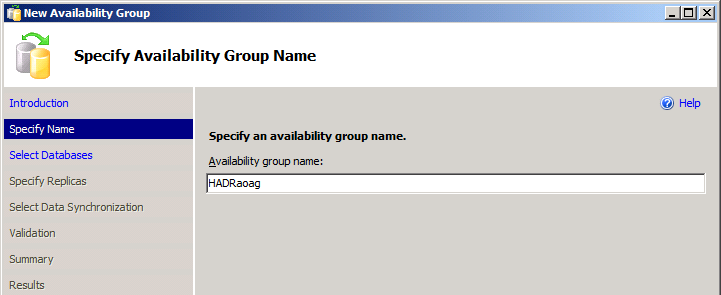 New Availability Group
Specify Availability Group Name
Introduction
Help
Specify Name
Specify an availability group name.
Select Databases
Availability group name:
Specify Replicas
HADRaoag
Select Data Synchronization
Validation
Summary
Results